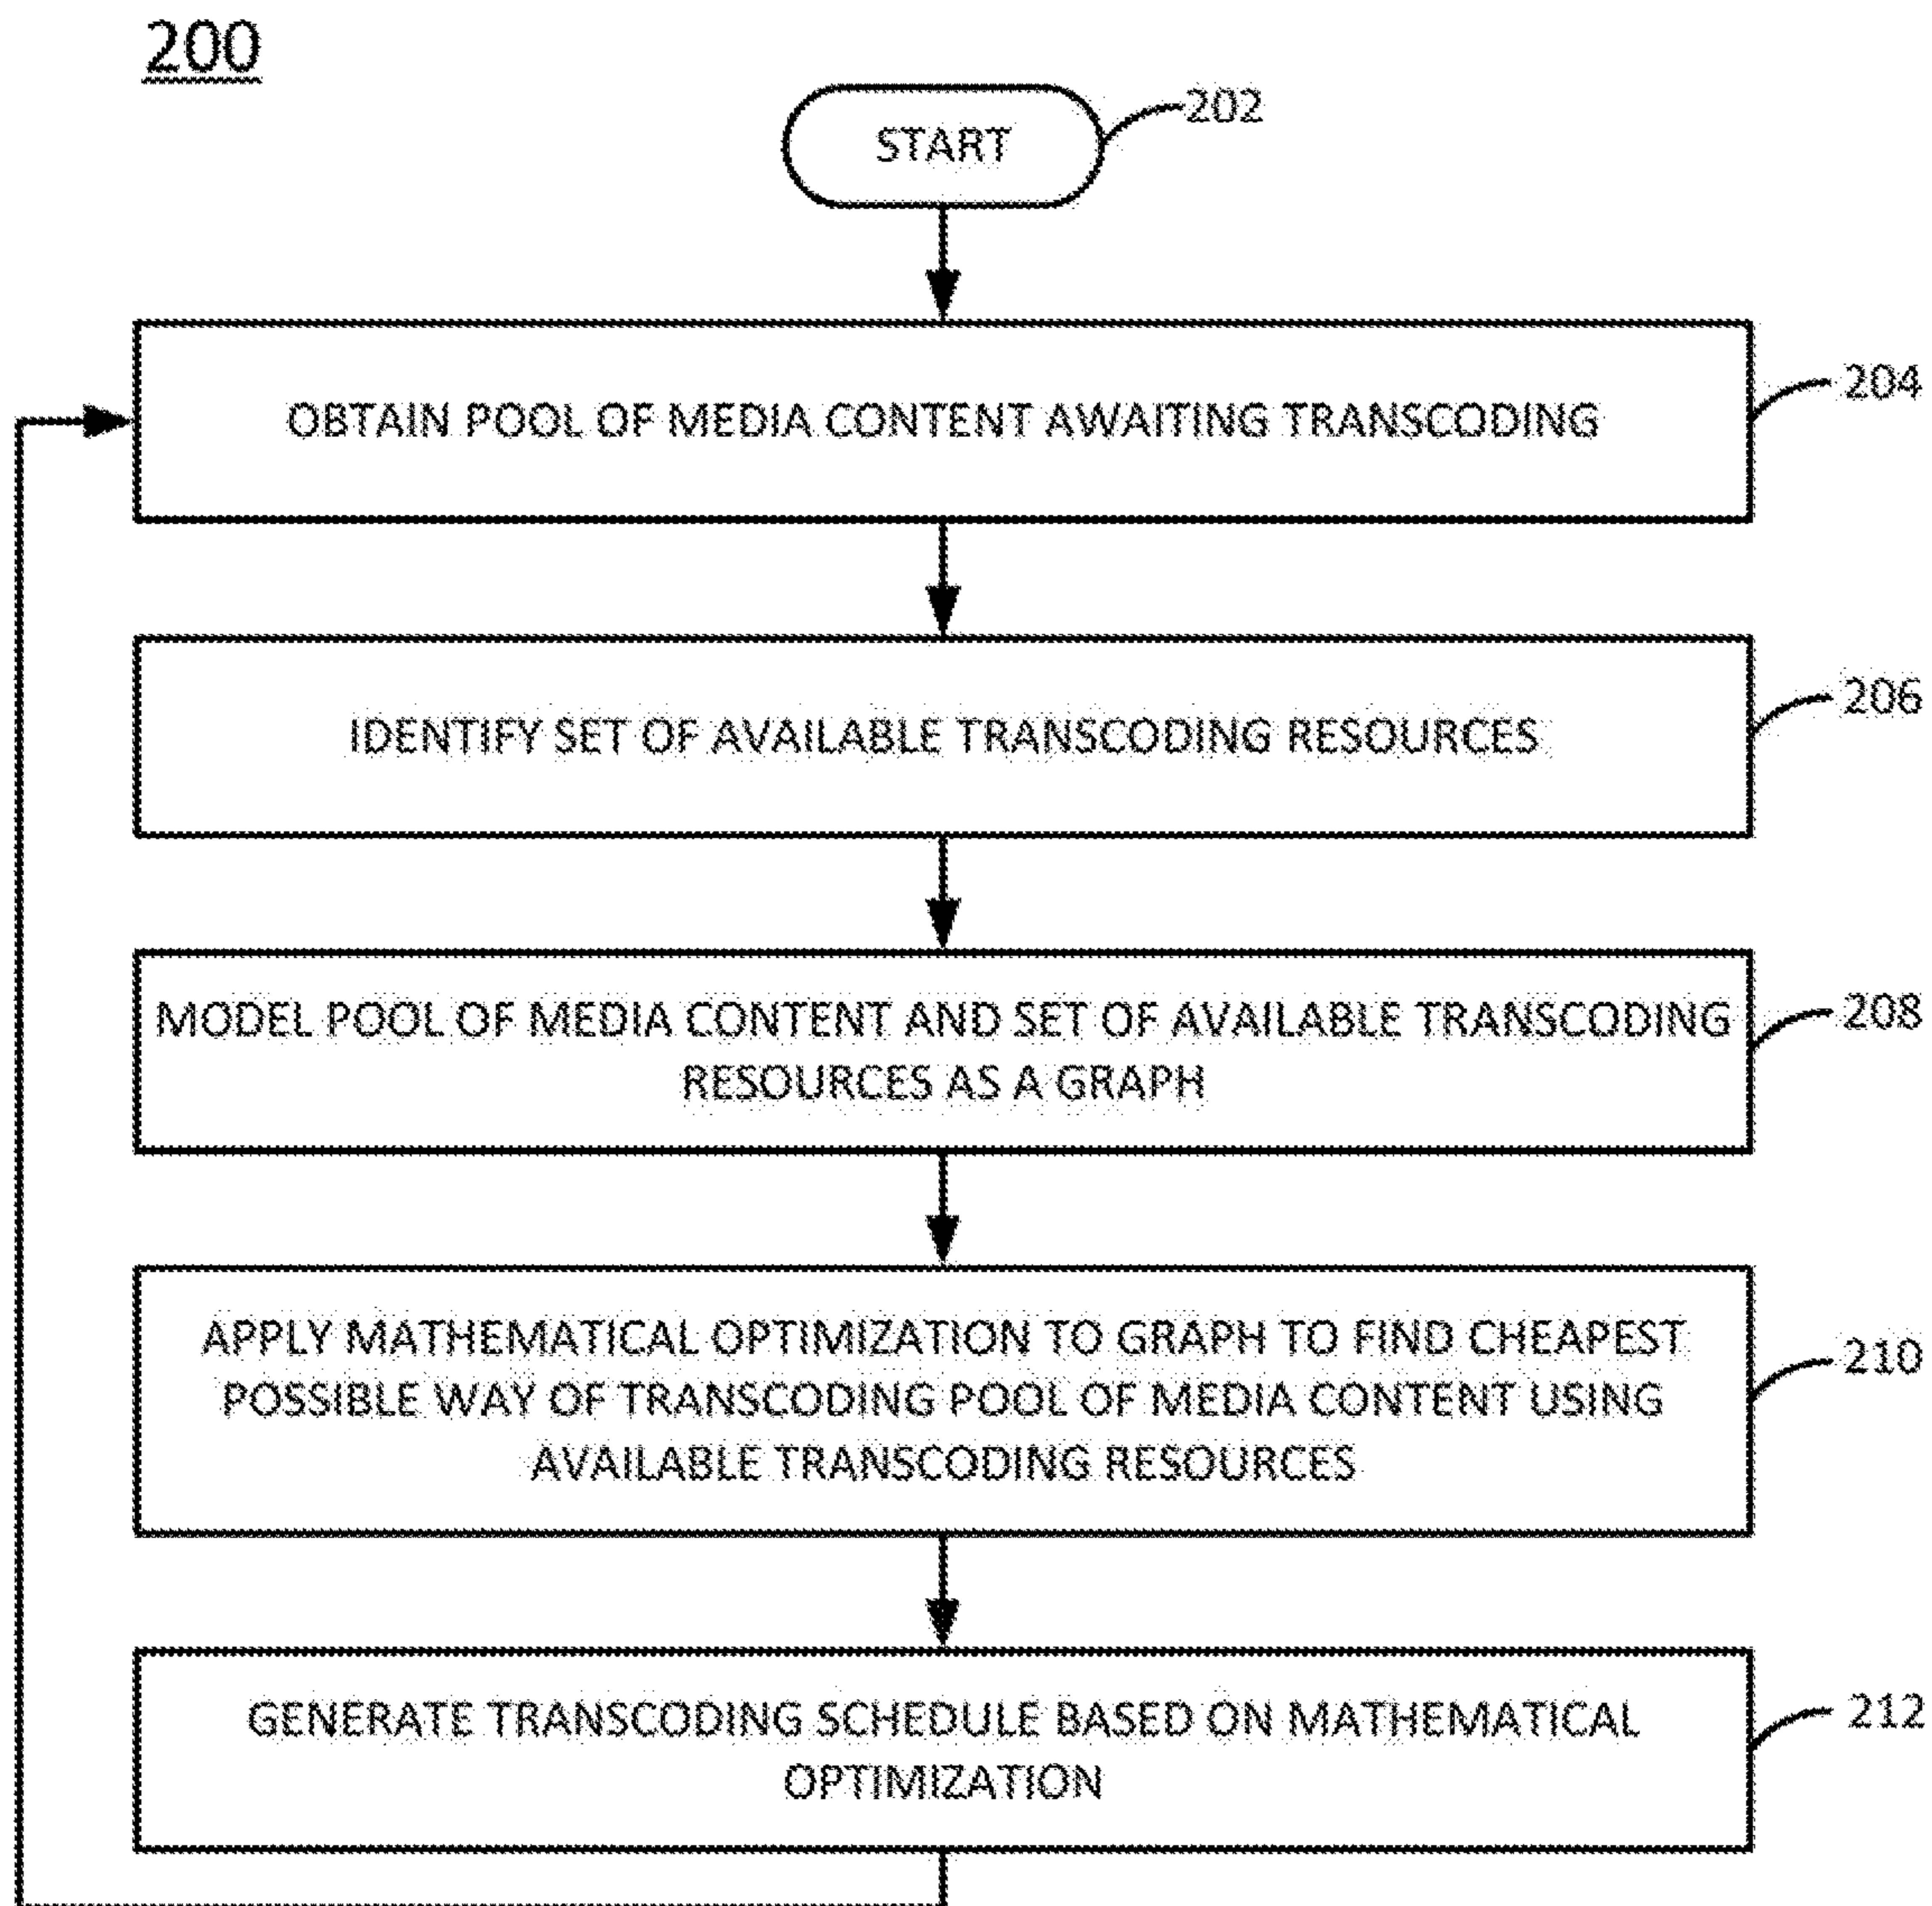 200
START
202
OBTAIN POOL OF MEDIA CONTENT AWAITING TRANSCODING
204
IDENTIFY SET OF AVAILABLE TRANSCODING RESOURCES
206
MODEL POOL OF MEDIA CONTENT AND SET OF AVAILABLE TRANSCODING
RESOURCES AS A GRAPH
208
APPLY MATHEMATICAL OPTIMIZATION TO GRAPH TO FIND CHEAPEST
POSSIBLE WAY OF TRANSCODING POOL OF MEDIA CONTENT USING
AVAILABLE TRANSCODING RESOURCES
210
GENERATE TRANSCODING SCHEDULE BASED ON MATHEMATICAL
OPTIMIZATION
212